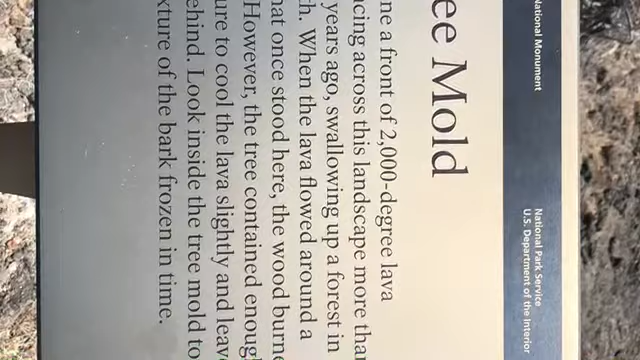 National Monument
National Park Service
U.S. Department of the Interior
ee Mold
ne a front of 2,000-degree lava
cing across this landscape more than
years ago, swallowing up a forest in
h. When the lava flowed around a
hat once stood here, the wood burne
However, the tree contained enoug
ure to cool the lava slightly and leav
ehind. Look inside the tree mold to
xture of the bark frozen in time.